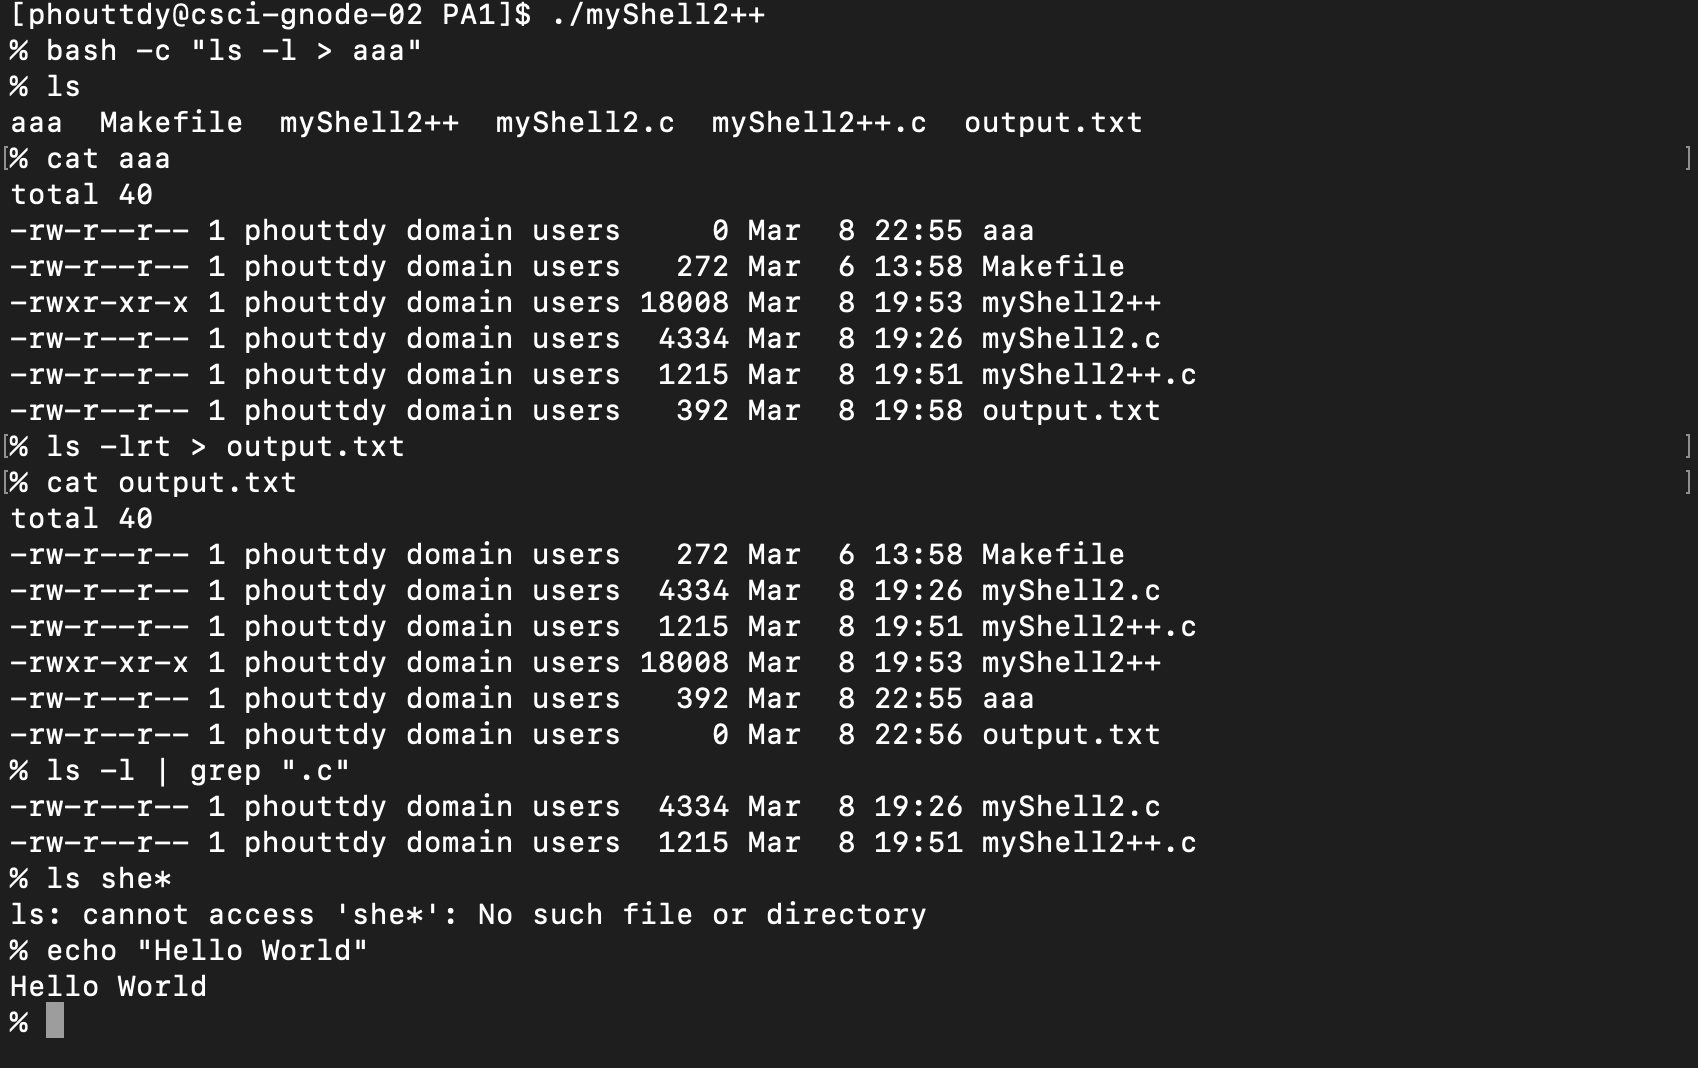 [phouttdy@csci-gnode-02 PA1]$ ./myShell2++
% bash -c "ls -l > aaa"
% ls
aaa  Makefile  myShell2++  myShell2.c  myShell2++.c  output.txt
[% cat aaa ]
total 40
-rw-r--r-- 1 phouttdy domain users     0 Mar  8 22:55 aaa
-rw-r--r-- 1 phouttdy domain users   272 Mar  6 13:58 Makefile
-rwxr-xr-x 1 phouttdy domain users 18008 Mar  8 19:53 myShell2++
-rw-r--r-- 1 phouttdy domain users  4334 Mar  8 19:26 myShell2.c
-rw-r--r-- 1 phouttdy domain users  1215 Mar  8 19:51 myShell2++.c
-rw-r--r-- 1 phouttdy domain users   392 Mar  8 19:58 output.txt
[% ls -lrt > output.txt ]
[% cat output.txt ]
total 40
-rw-r--r-- 1 phouttdy domain users   272 Mar  6 13:58 Makefile
-rw-r--r-- 1 phouttdy domain users  4334 Mar  8 19:26 myShell2.c
-rw-r--r-- 1 phouttdy domain users  1215 Mar  8 19:51 myShell2++.c
-rwxr-xr-x 1 phouttdy domain users 18008 Mar  8 19:53 myShell2++
-rw-r--r-- 1 phouttdy domain users   392 Mar  8 22:55 aaa
-rw-r--r-- 1 phouttdy domain users     0 Mar  8 22:56 output.txt
% ls -l | grep ".c"
-rw-r--r-- 1 phouttdy domain users  4334 Mar  8 19:26 myShell2.c
-rw-r--r-- 1 phouttdy domain users  1215 Mar  8 19:51 myShell2++.c
% ls she*
ls: cannot access 'she*': No such file or directory
% echo "Hello World"
Hello World
%